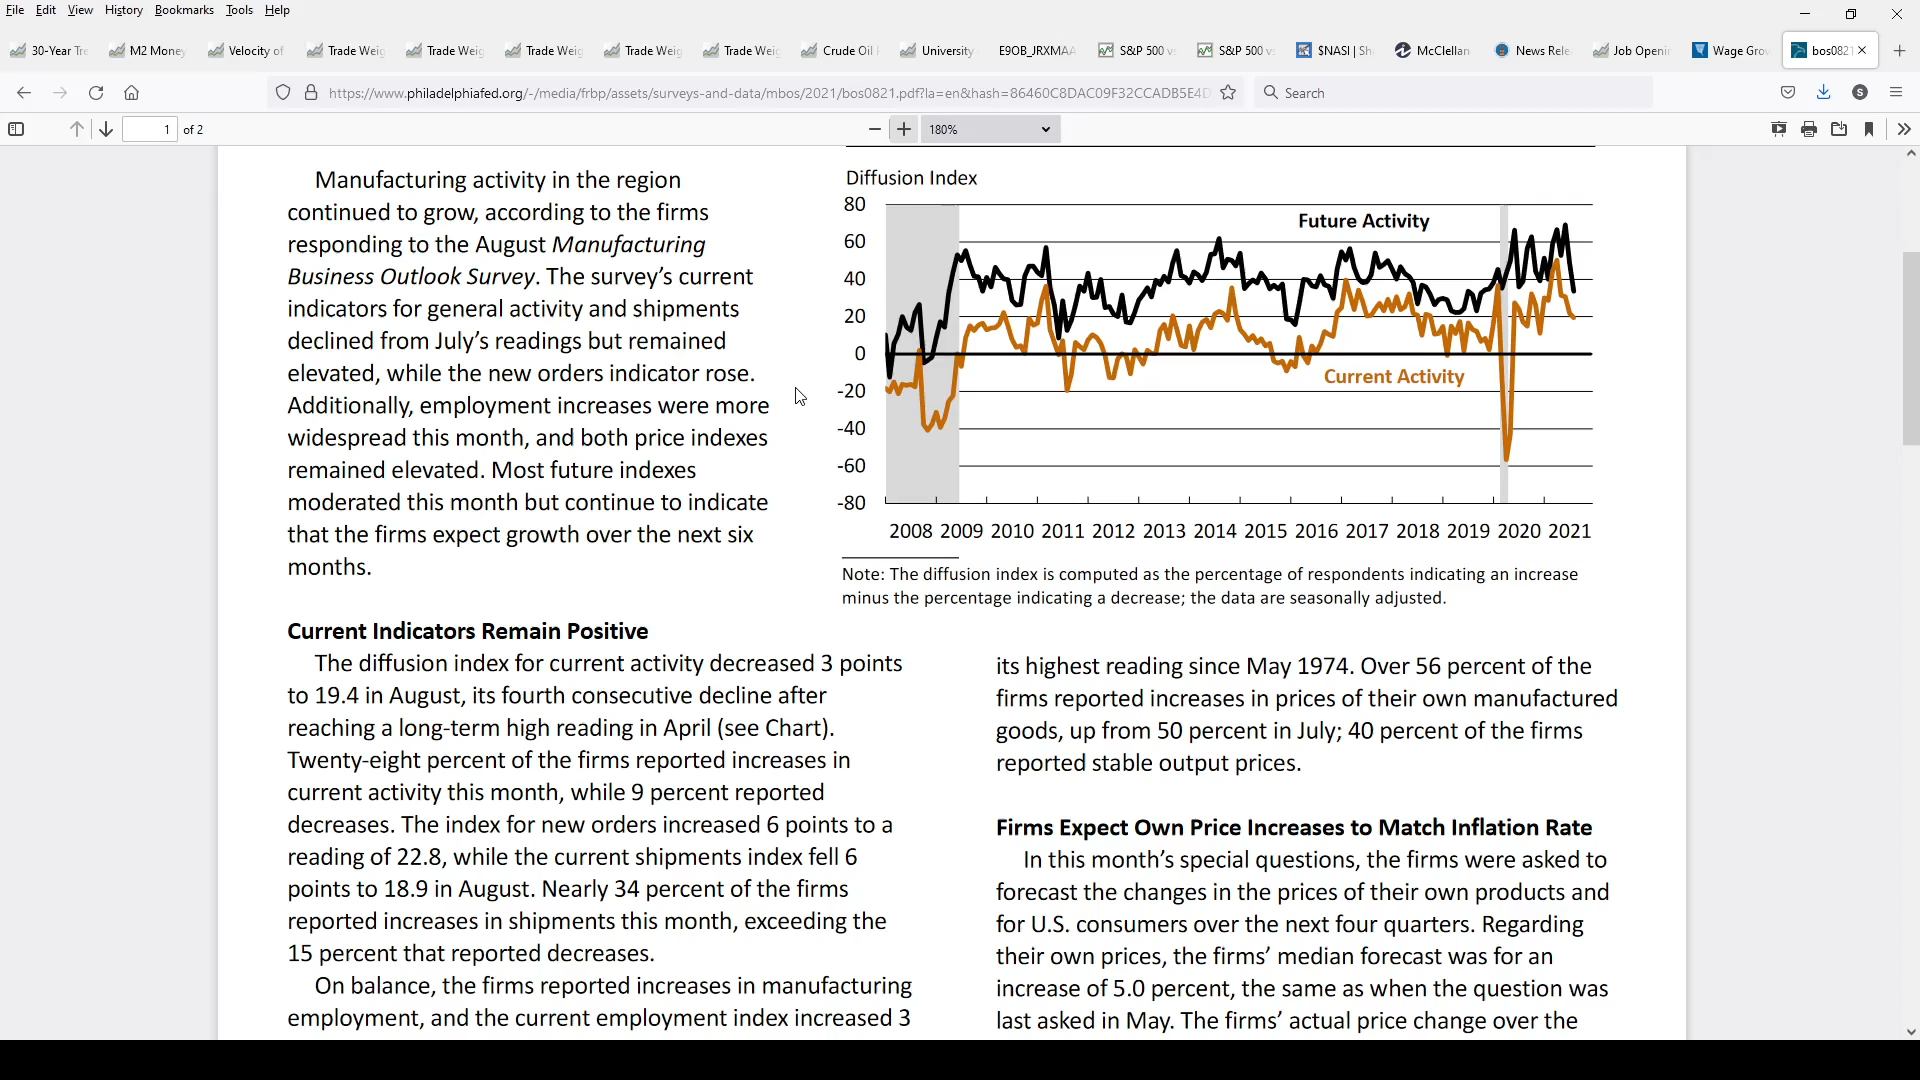 File Edit View History Bookmarks Tools Help
30-Year Tre M2 Money Velocity of Trade Weig Trade Weig Trade Weig Trade Weig Trade Weig Crude Oil University E9OB_JRXMAA S&P 500 v S&P 500 v $NASI | Sh McClellan News Rele Job Openin Wage Grow bos0821
https://www.philadelphiafed.org/-/media/frbp/assets/surveys-and-data/mbos/2021/bos0821.pdf?la=en&hash=86460C8DAC09F32CCADB5E4D Search
1 of 2 180%
Manufacturing activity in the region
continued to grow, according to the firms
responding to the August Manufacturing
Business Outlook Survey. The survey’s current
indicators for general activity and shipments
declined from July’s readings but remained
elevated, while the new orders indicator rose.
Additionally, employment increases were more
widespread this month, and both price indexes
remained elevated. Most future indexes
moderated this month but continue to indicate
that the firms expect growth over the next six
months.
Diffusion Index
80
60
40
20
0
-20
-40
-60
-80
Future Activity
Current Activity
2008 2009 2010 2011 2012 2013 2014 2015 2016 2017 2018 2019 2020 2021
Note: The diffusion index is computed as the percentage of respondents indicating an increase
minus the percentage indicating a decrease; the data are seasonally adjusted.
Current Indicators Remain Positive
The diffusion index for current activity decreased 3 points
to 19.4 in August, its fourth consecutive decline after
reaching a long-term high reading in April (see Chart).
Twenty-eight percent of the firms reported increases in
current activity this month, while 9 percent reported
decreases. The index for new orders increased 6 points to a
reading of 22.8, while the current shipments index fell 6
points to 18.9 in August. Nearly 34 percent of the firms
reported increases in shipments this month, exceeding the
15 percent that reported decreases.
On balance, the firms reported increases in manufacturing
employment, and the current employment index increased 3
its highest reading since May 1974. Over 56 percent of the
firms reported increases in prices of their own manufactured
goods, up from 50 percent in July; 40 percent of the firms
reported stable output prices.
Firms Expect Own Price Increases to Match Inflation Rate
In this month’s special questions, the firms were asked to
forecast the changes in the prices of their own products and
for U.S. consumers over the next four quarters. Regarding
their own prices, the firms’ median forecast was for an
increase of 5.0 percent, the same as when the question was
last asked in May. The firms’ actual price change over the